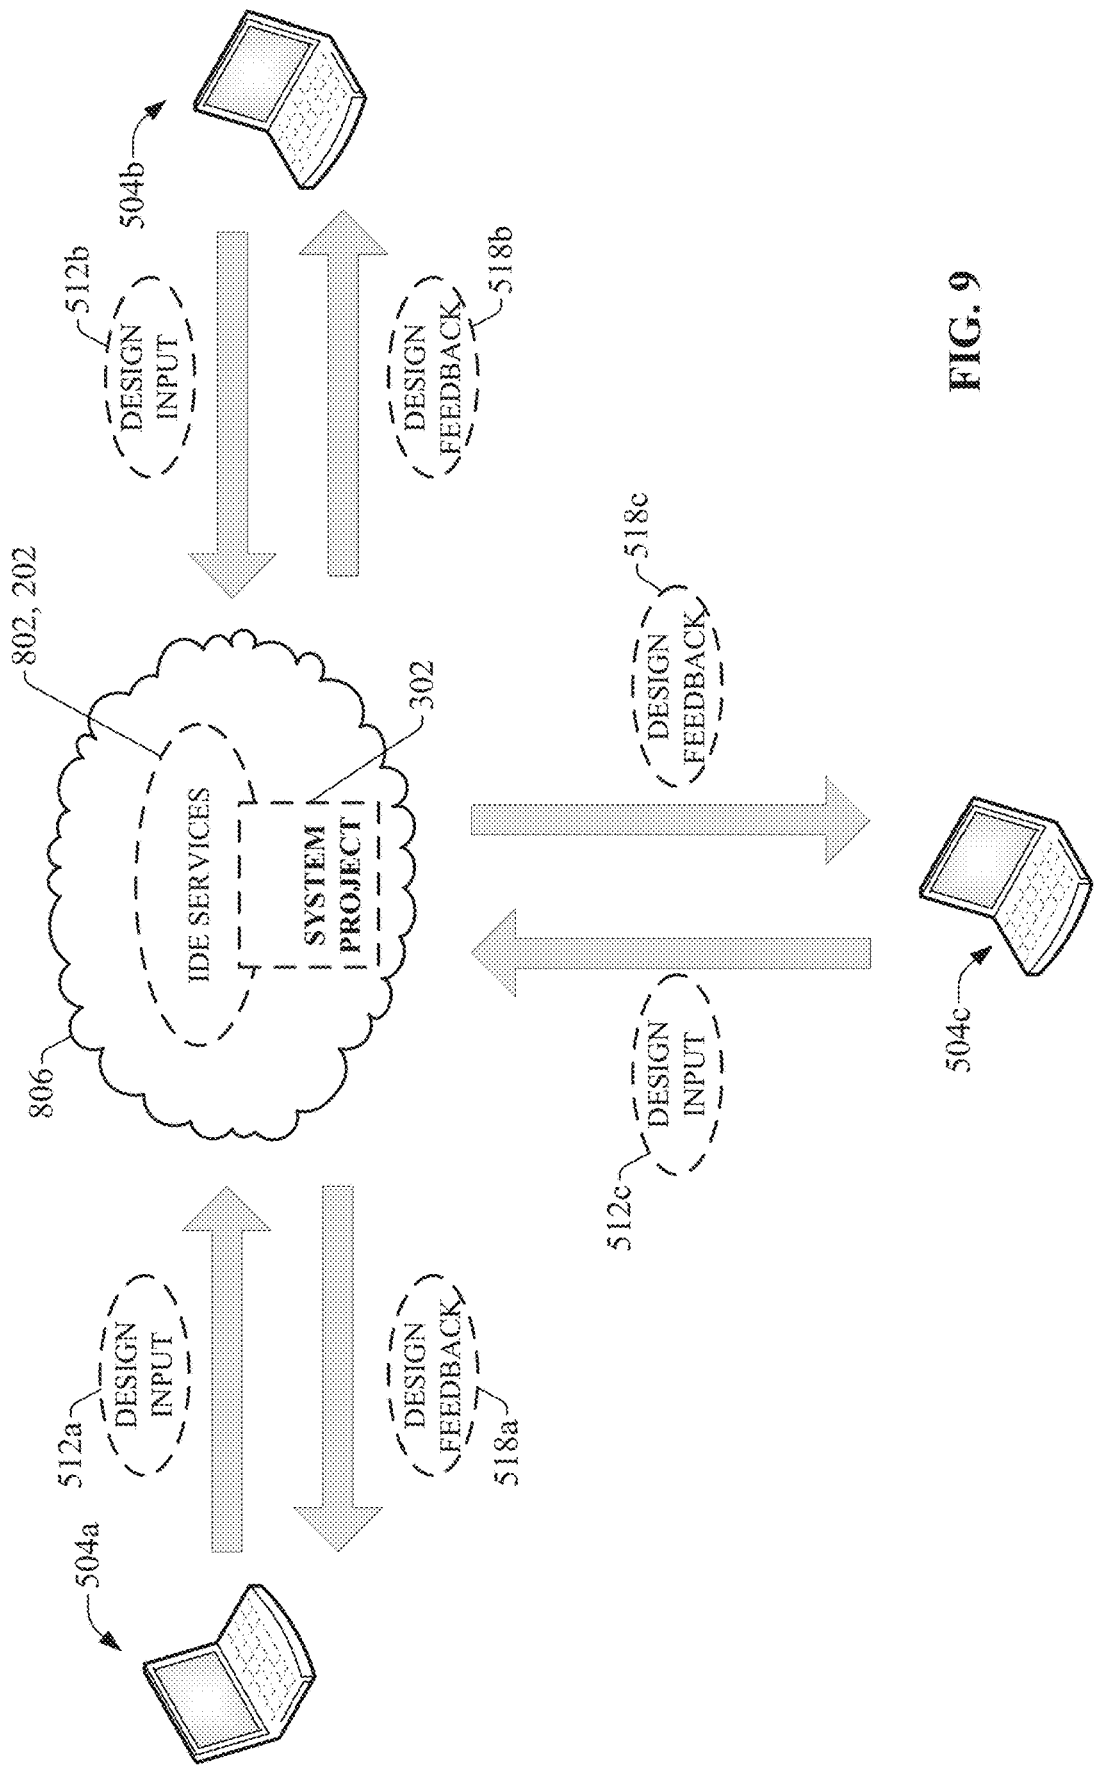 806
802, 202
IDE SERVICES
SYSTEM
PROJECT
302
504a
512a
DESIGN
INPUT
DESIGN
FEEDBACK
518a
512b
DESIGN
INPUT
504b
DESIGN
FEEDBACK
518b
512c
DESIGN
INPUT
DESIGN
FEEDBACK
518c
504c
FIG. 9